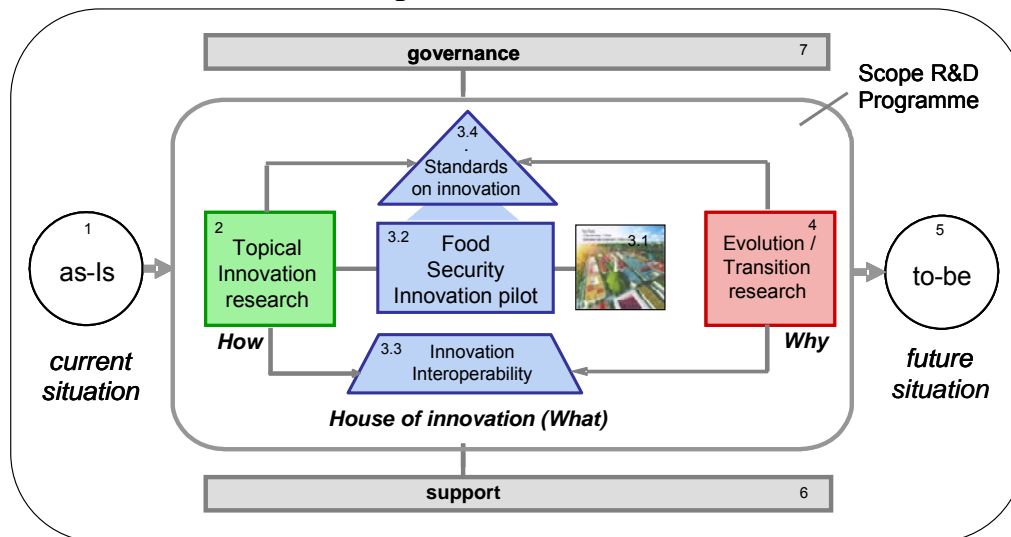 governance
7
Scope R&D
Programme
3.4
Standards
on innovation
1
as-Is
current
situation
2
Topical
Innovation
research
How
3.2
Food
Security
Innovation pilot
3.1
4
Evolution /
Transition
research
Why
5
to-be
future
situation
3.3
Innovation
Interoperability
House of innovation (What)
support
6